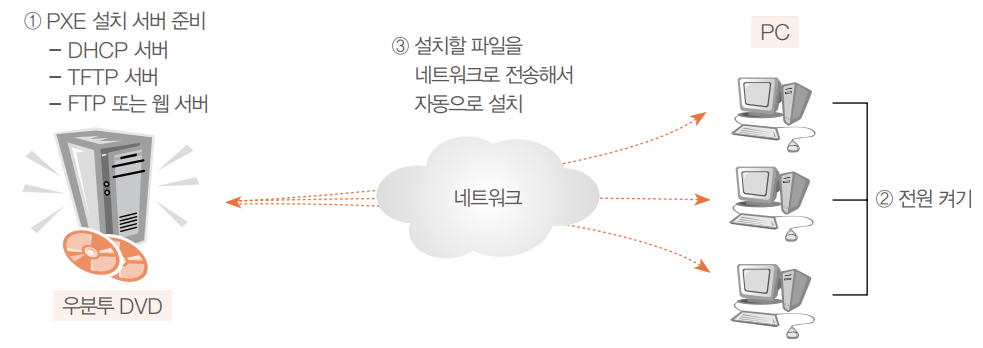 ① PXE 설치 서버 준비
– DHCP 서버
– TFTP 서버
– FTP 또는 웹 서버
우분투 DVD
③ 설치할 파일을
네트워크로 전송해서
자동으로 설치
네트워크
PC
② 전원 켜기